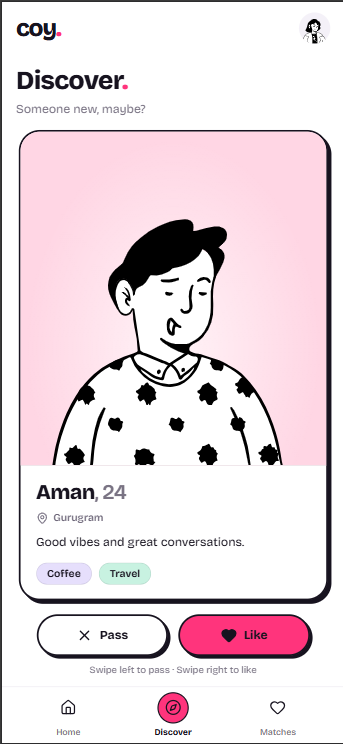 coy.
Discover.
Someone new, maybe?
Aman, 24
Gurugram
Good vibes and great conversations.
Coffee Travel
Pass Like
Swipe left to pass · Swipe right to like
Home Discover Matches